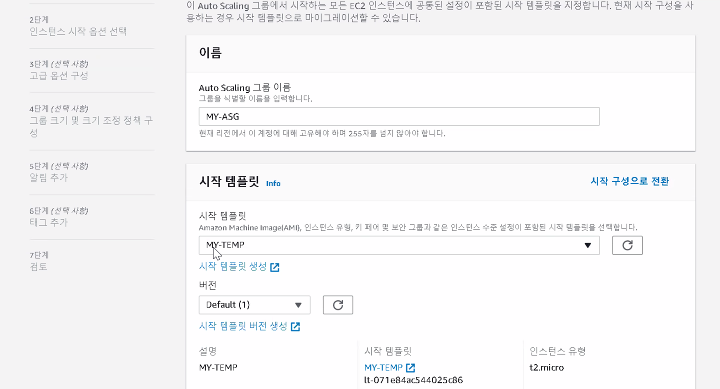 이 Auto Scaling 그룹에서 시작하는 모든 EC2 인스턴스에 공통된 설정이 포함된 시작 템플릿을 지정합니다. 현재 시작 구성을 사
용하는 경우 시작 템플릿으로 마이그레이션할 수 있습니다.
2단계
인스턴스 시작 옵션 선택
3단계 (선택 사항)
고급 옵션 구성
4단계 (선택 사항)
그룹 크기 및 크기 조정 정책 구
성
5단계 (선택 사항)
알림 추가
6단계 (선택 사항)
태그 추가
7단계
검토
이름
Auto Scaling 그룹 이름
그룹을 식별할 이름을 입력합니다.
MY-ASG
현재 리전에서 이 계정에 대해 고유해야 하며 255자를 넘지 않아야 합니다.
시작 템플릿 Info
시작 구성으로 전환
시작 템플릿
Amazon Machine Image(AMI), 인스턴스 유형, 키 페어 및 보안 그룹과 같은 인스턴스 수준 설정이 포함된 시작 템플릿을 선택합니다.
MY-TEMP
시작 템플릿 생성
버전
Default (1)
시작 템플릿 버전 생성
설명
MY-TEMP
시작 템플릿
MY-TEMP
lt-071e84ac544025c86
인스턴스 유형
t2.micro